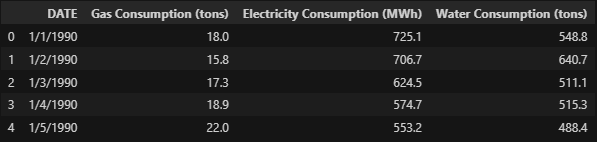 DATE Gas Consumption (tons) Electricity Consumption (MWh) Water Consumption (tons)
0 1/1/1990 18.0 725.1 548.8
1 1/2/1990 15.8 706.7 640.7
2 1/3/1990 17.3 624.5 511.1
3 1/4/1990 18.9 574.7 515.3
4 1/5/1990 22.0 553.2 488.4